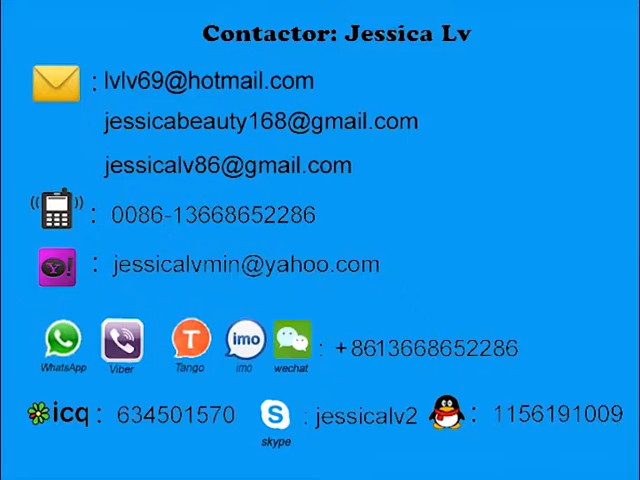 Contactor: Jessica Lv
: lvlv69@hotmail.com
jessicabeauty168@gmail.com
jessicalv86@gmail.com
: 0086-13668652286
Y! : jessicalvmin@yahoo.com
T imo : +8613668652286
WhatsApp Viber Tango imo wechat
icq : 634501570 S : jessicalv2 : 1156191009
skype